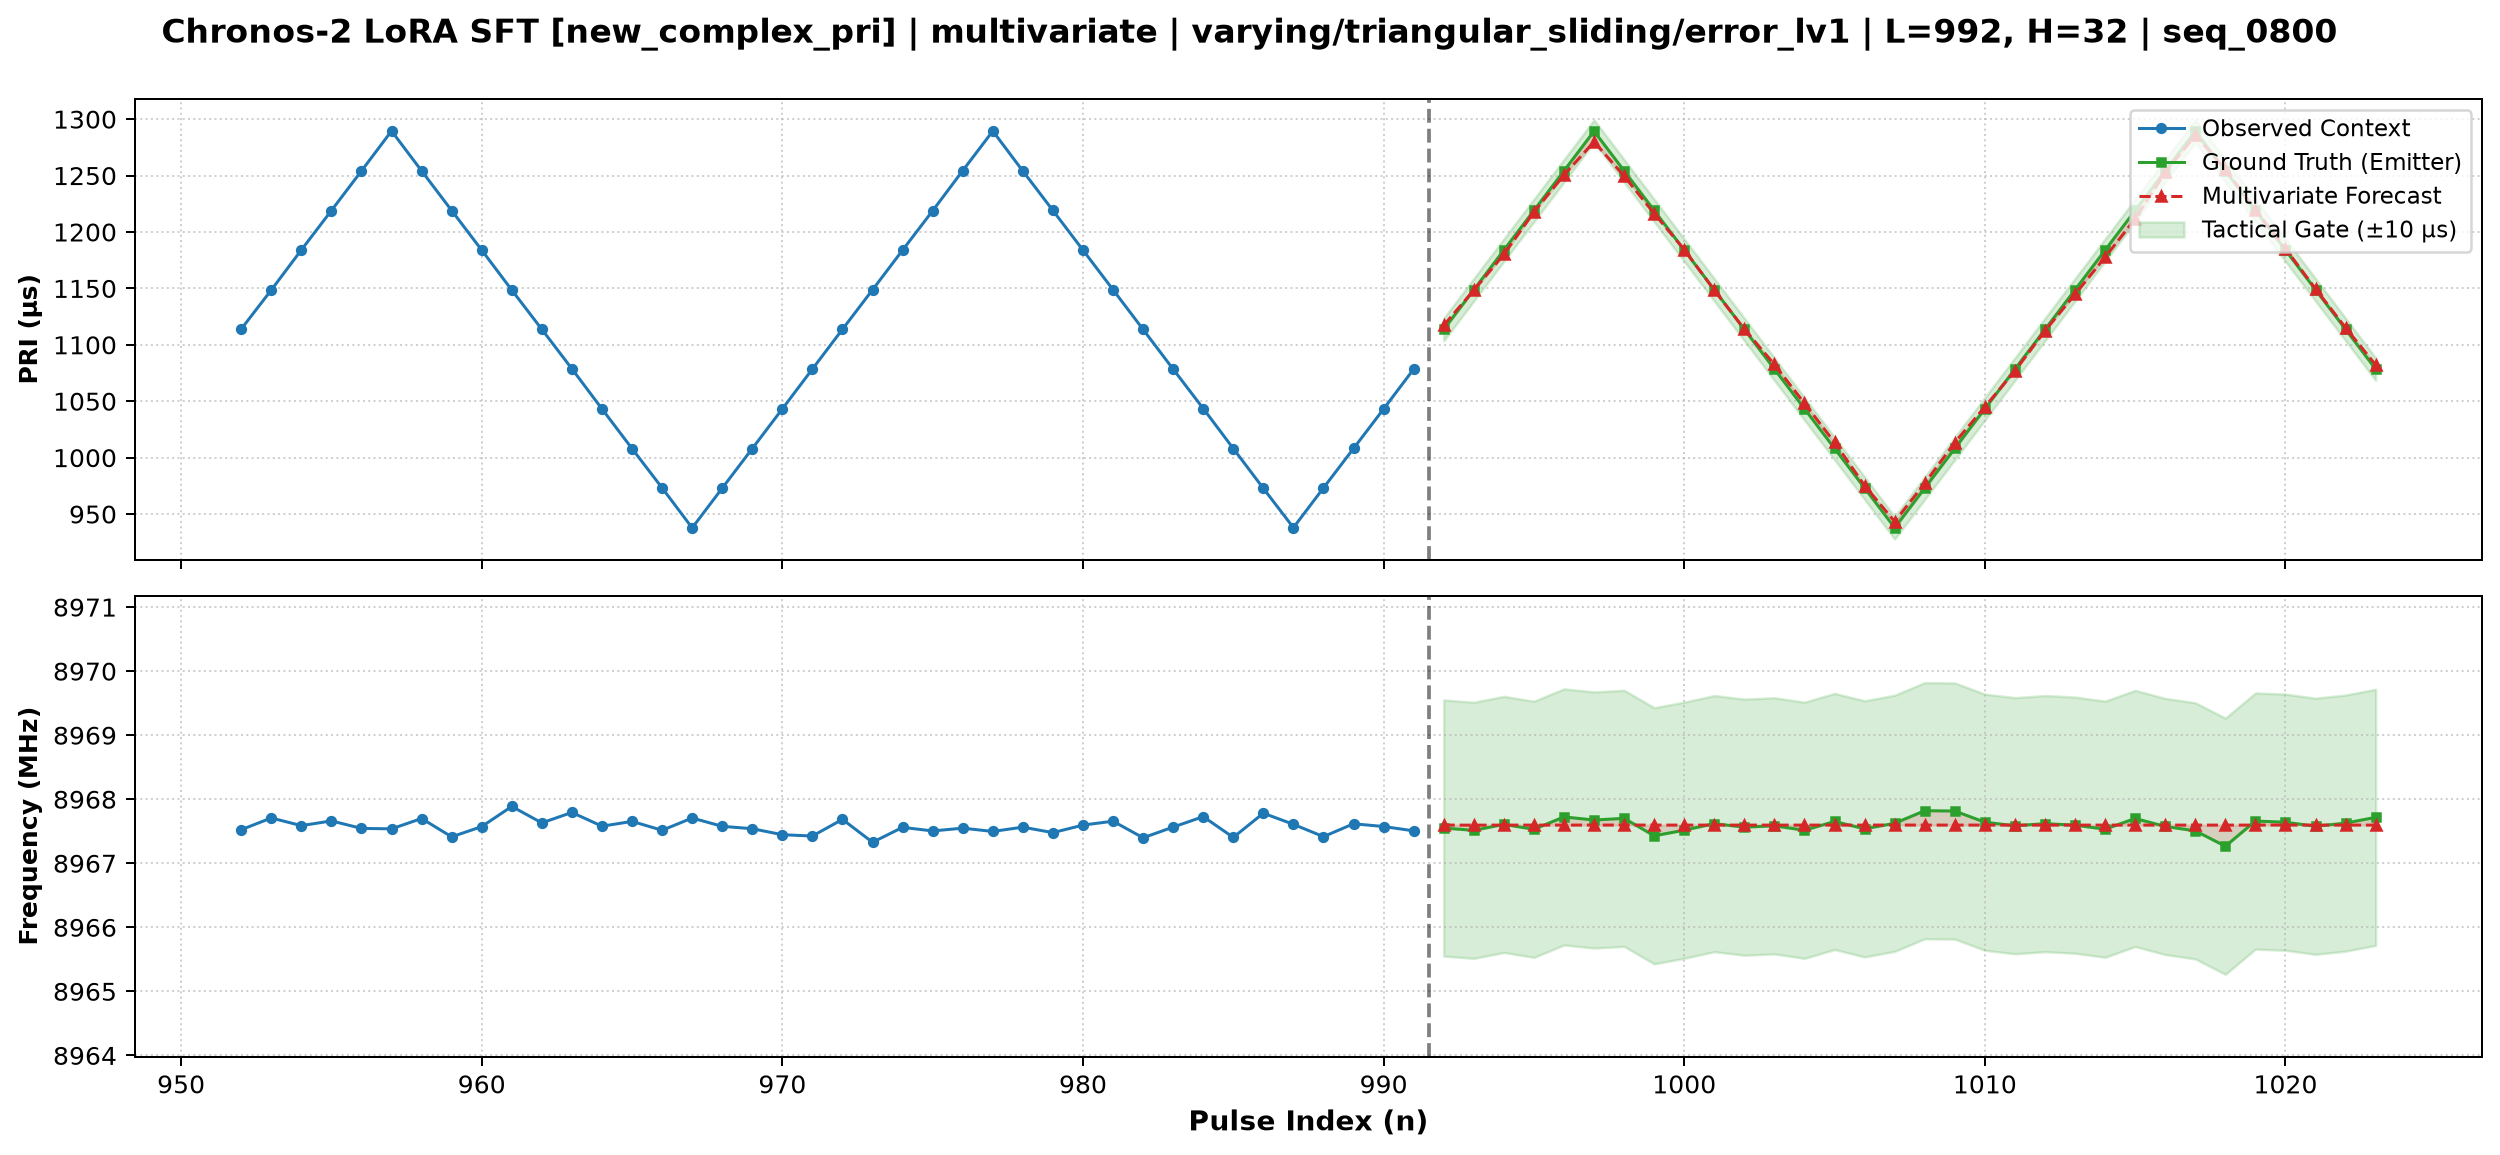 Chronos-2 LoRA SFT [new_complex_pri] | multivariate | varying/triangular_sliding/error_lv1 | L=992, H=32 | seq_0800
PRI (µs)
1300
1250
1200
1150
1100
1050
1000
950
Observed Context
Ground Truth (Emitter)
Multivariate Forecast
Tactical Gate (±10 µs)
Frequency (MHz)
8971
8970
8969
8968
8967
8966
8965
8964
950 960 970 980 990 1000 1010 1020
Pulse Index (n)